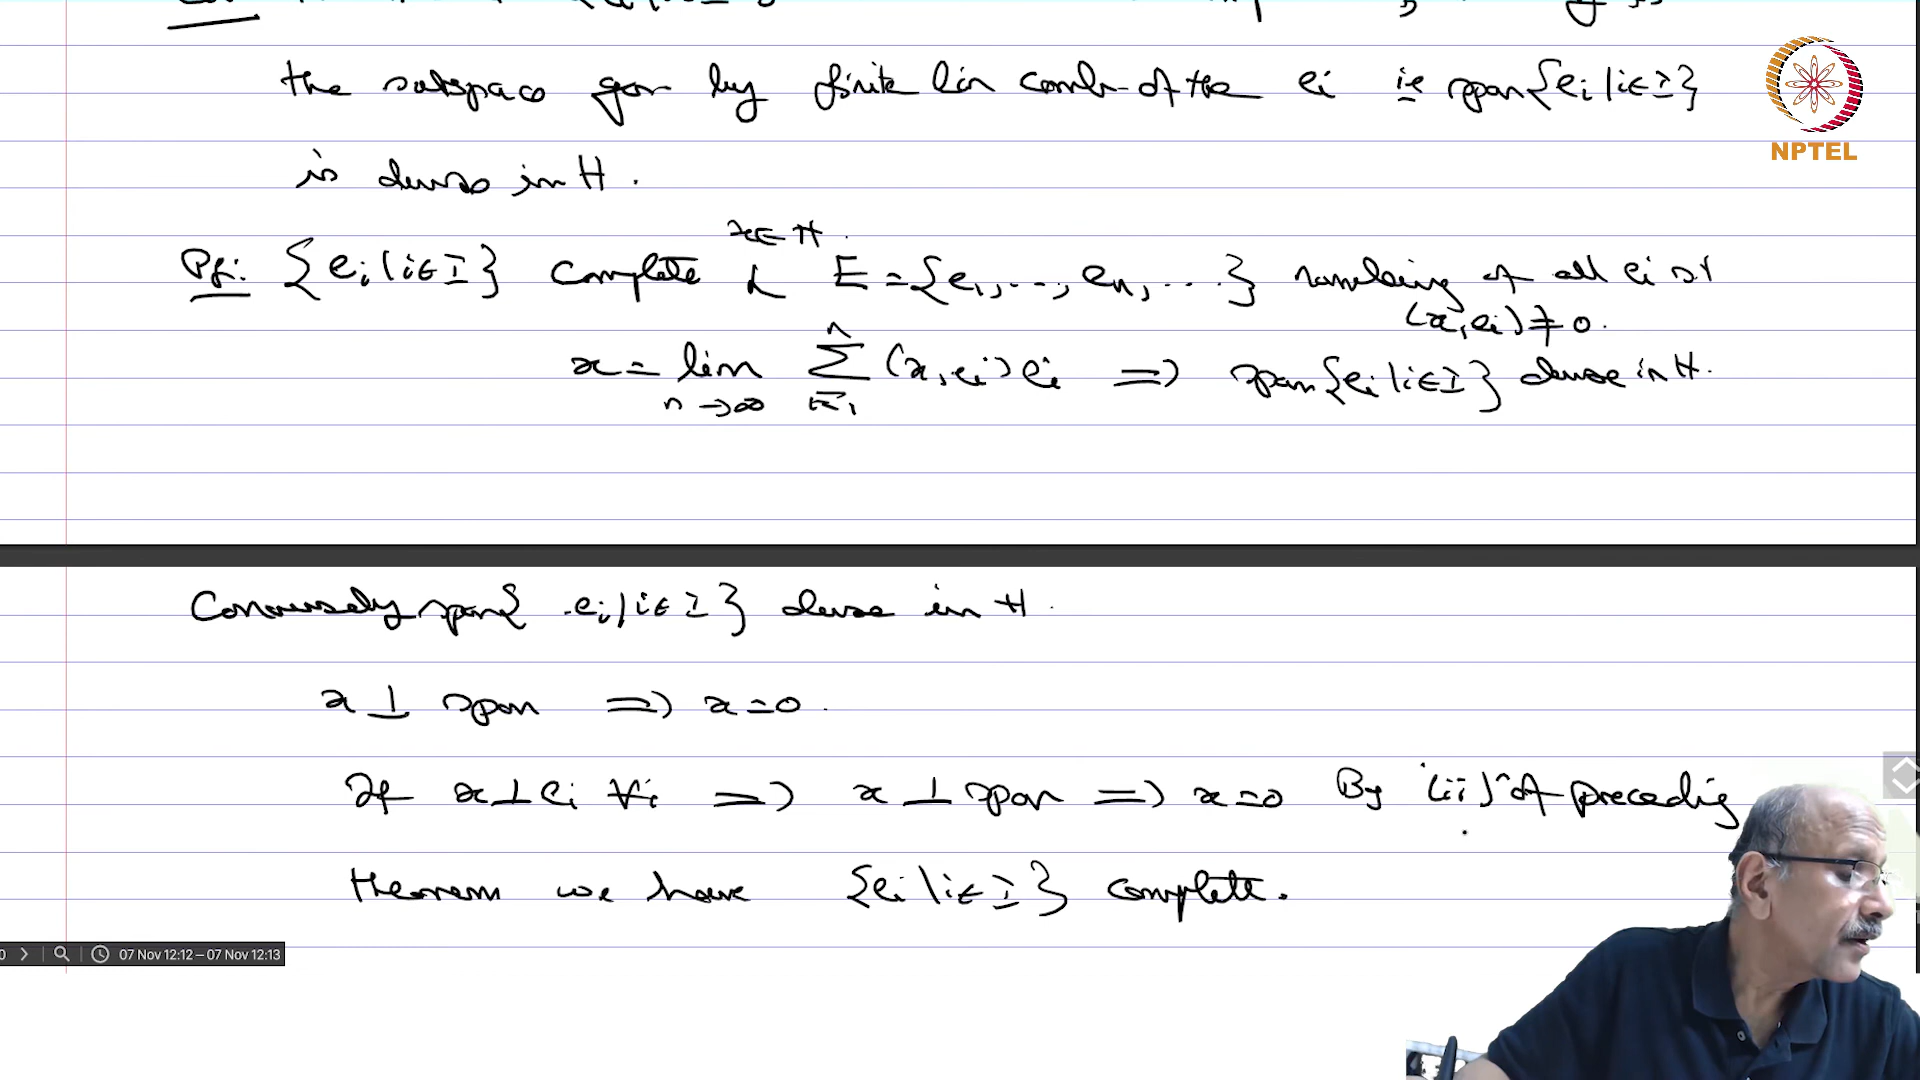 the subspace gen by finite lin comb. of the ei ie span{ei | i∈I}
NPTEL
is dense in H.
x∈H.
Pf: {ei | i∈I} complete & E = {e1, ..., en, ...} numbering of all ei s.t
(x, ei) ≠ 0.
x = lim n→∞ n Σ i=1 (x, ei) ei ⇒ span{ei | i∈I} dense in H.
Conversely span{ei | i∈I} dense in H.
x ⊥ span ⇒ x = 0.
If x ⊥ ei ∀i ⇒ x ⊥ span ⇒ x = 0 By (ii) of preceding
theorem we have {ei | i∈I} complete.
07 Nov 12:12 – 07 Nov 12:13